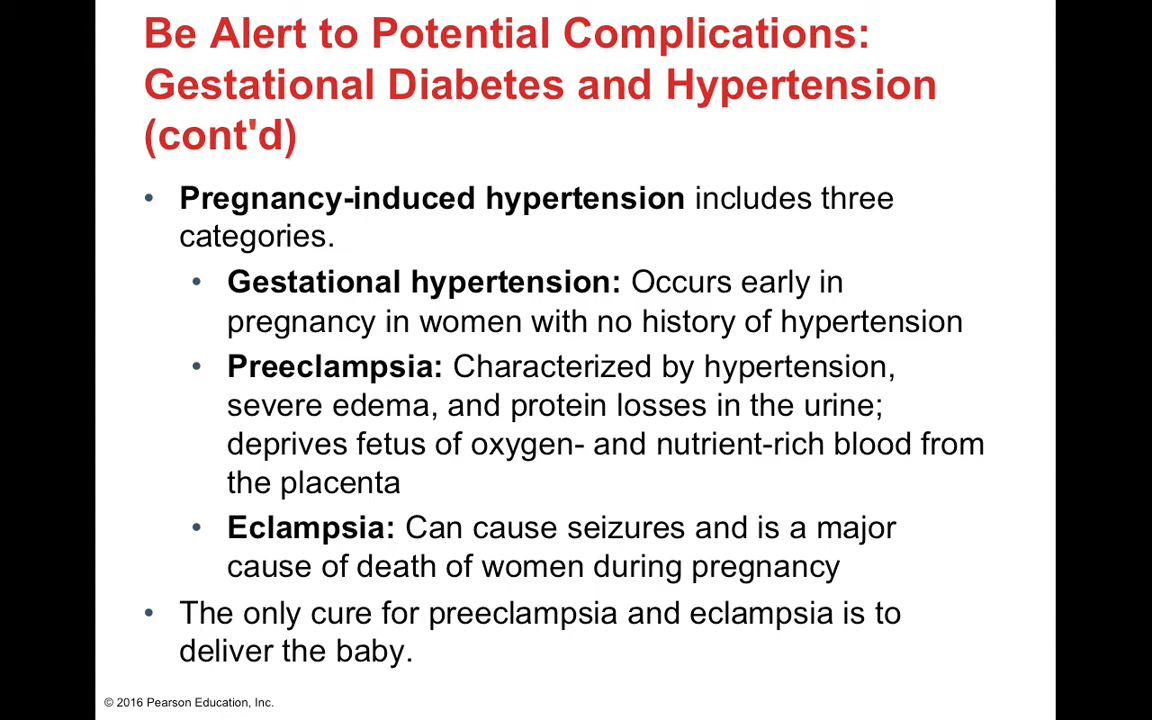 Be Alert to Potential Complications:
Gestational Diabetes and Hypertension
(cont'd)
• Pregnancy-induced hypertension includes three
categories.
• Gestational hypertension: Occurs early in
pregnancy in women with no history of hypertension
• Preeclampsia: Characterized by hypertension,
severe edema, and protein losses in the urine;
deprives fetus of oxygen- and nutrient-rich blood from
the placenta
• Eclampsia: Can cause seizures and is a major
cause of death of women during pregnancy
• The only cure for preeclampsia and eclampsia is to
deliver the baby.
© 2016 Pearson Education, Inc.